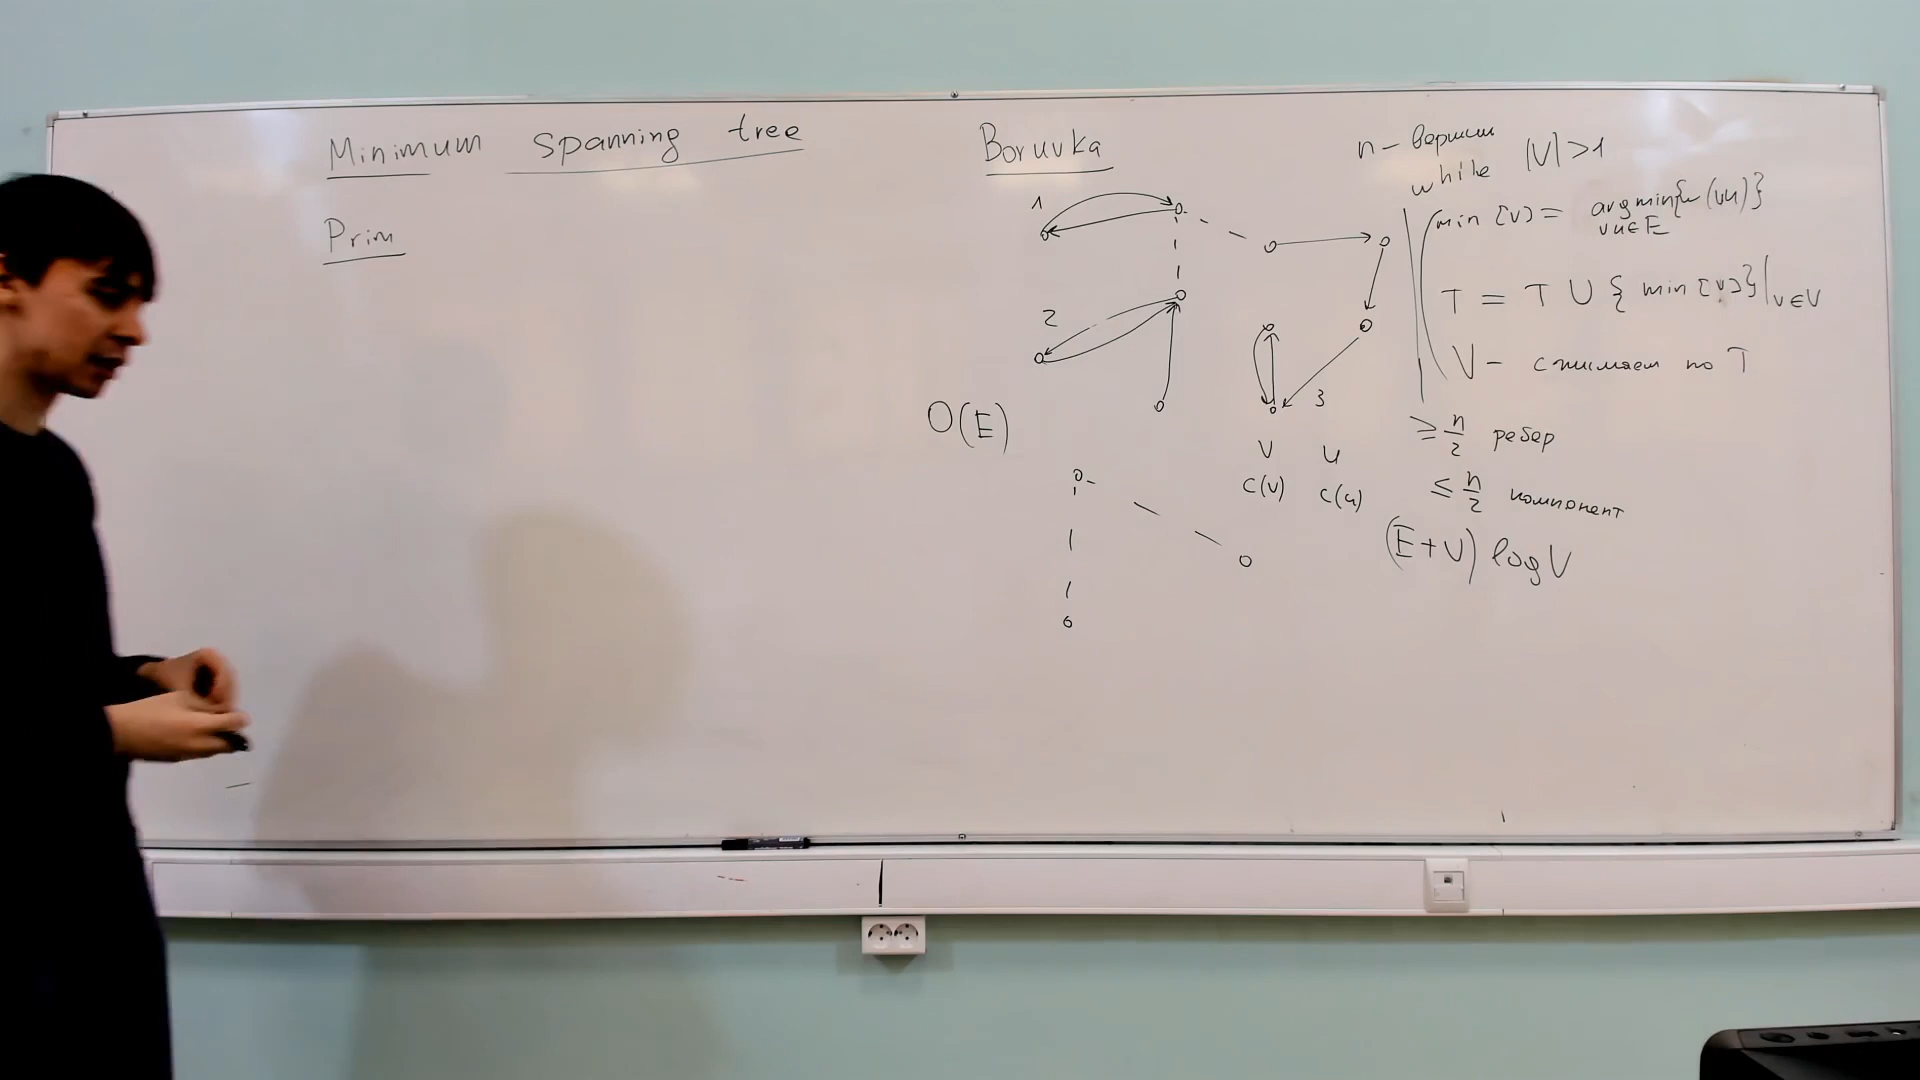 Minimum spanning tree
Prim
Boruvka
1
2
3
O(E)
v u
c(v) c(u)
n - вершин
while |V|>1
min[v] = argmin{w(vu)}
vu∈E
T = T ∪ {min[v]}|v∈V
V - сжимаем по T
≥ n/2 ребер
≤ n/2 компонент
(E+V) log V